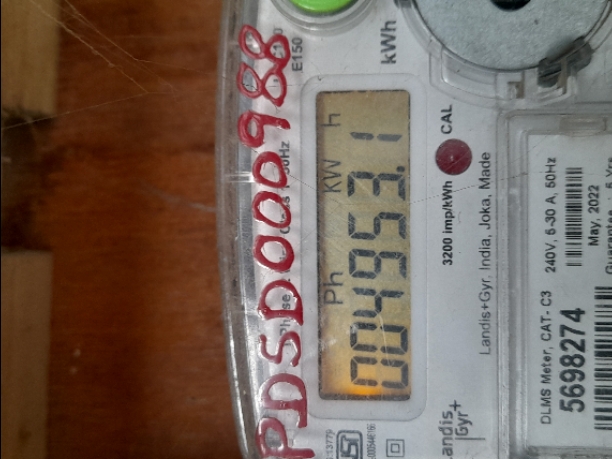 PDSD000988
E150
kWh
Ph KW h
004953.1
CAL
3200 imp/kWh
Landis+Gyr, India, Joka, Made
Landis
Gyr+
DLMS Meter, CAT- C3
240V, 5-30 A, 50Hz
5698274
May, 2022